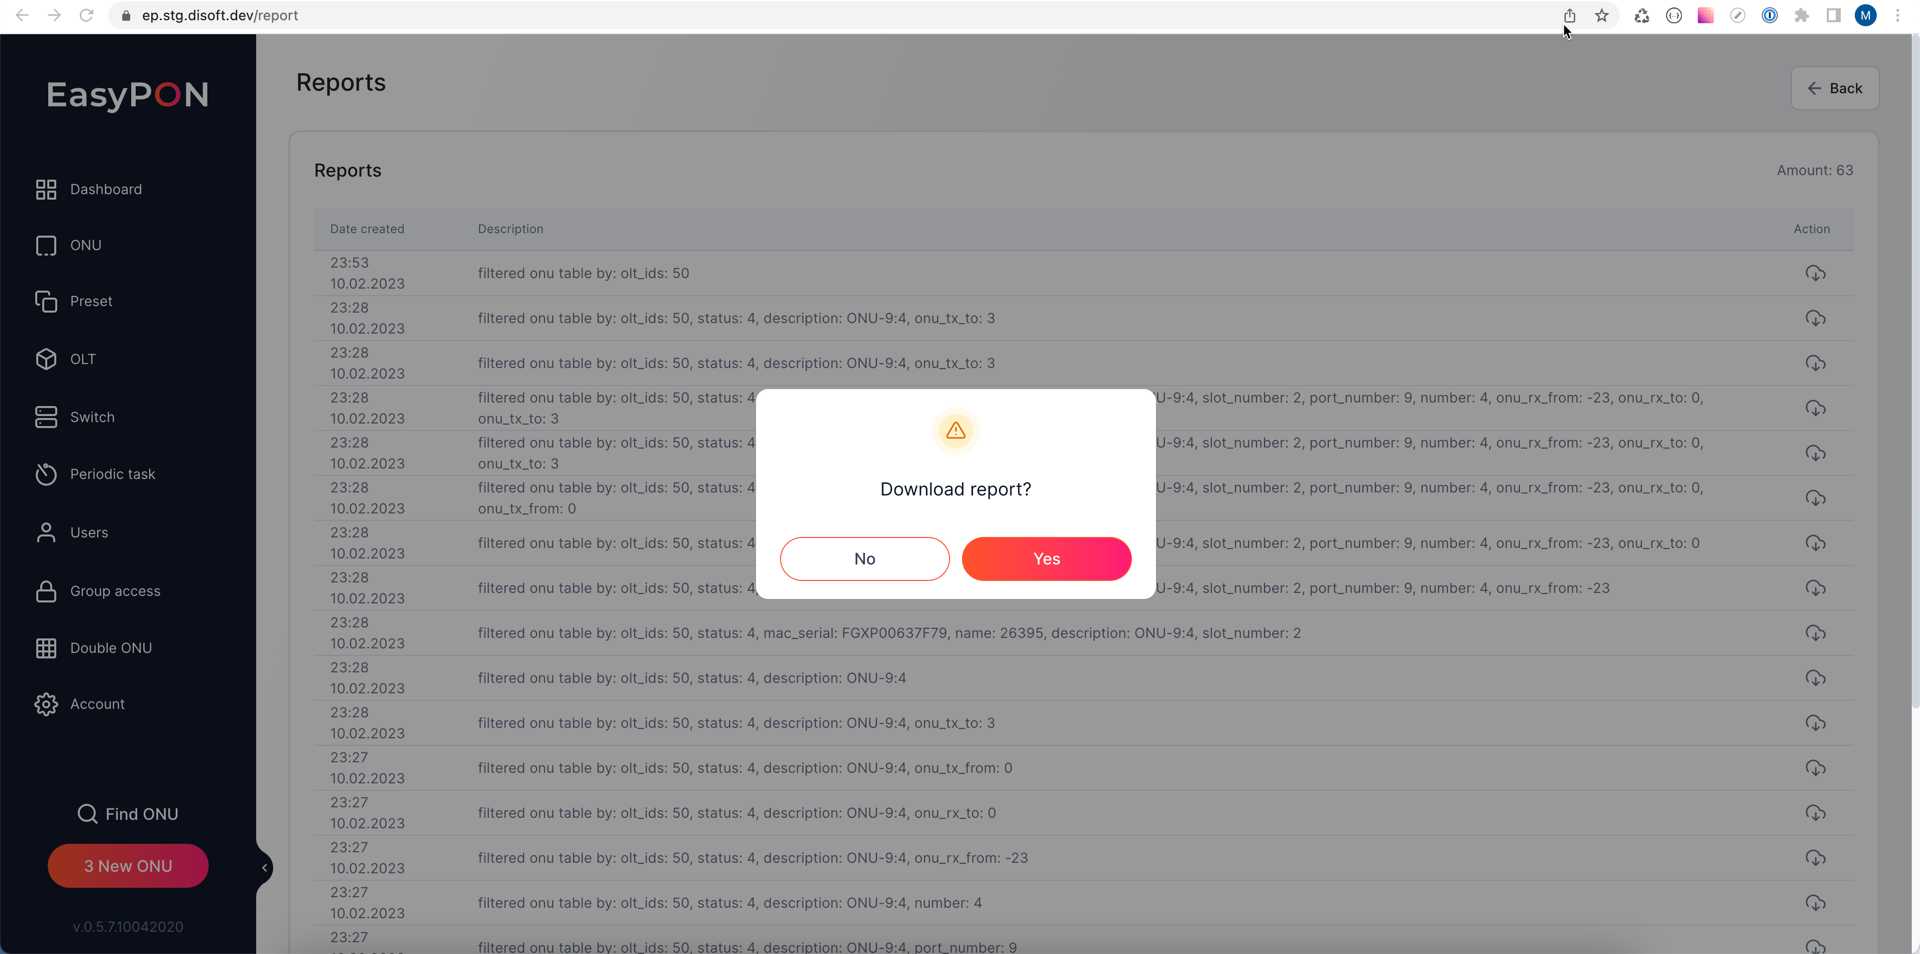 ep.stg.disoft.dev/report
M
EasyPON
Dashboard
ONU
Preset
OLT
Switch
Periodic task
Users
Group access
Double ONU
Account
Find ONU
3 New ONU
v.0.5.7.10042020
Reports
Back
Reports
Amount: 63
Date created Description Action
23:53
10.02.2023
filtered onu table by: olt_ids: 50
23:28
10.02.2023
filtered onu table by: olt_ids: 50, status: 4, description: ONU-9:4, onu_tx_to: 3
23:28
10.02.2023
filtered onu table by: olt_ids: 50, status: 4, description: ONU-9:4, onu_tx_to: 3
23:28
10.02.2023
filtered onu table by: olt_ids: 50, status: 4 U-9:4, slot_number: 2, port_number: 9, number: 4, onu_rx_from: -23, onu_rx_to: 0,
onu_tx_to: 3
23:28
10.02.2023
filtered onu table by: olt_ids: 50, status: 4 U-9:4, slot_number: 2, port_number: 9, number: 4, onu_rx_from: -23, onu_rx_to: 0,
onu_tx_to: 3
23:28
10.02.2023
filtered onu table by: olt_ids: 50, status: 4 U-9:4, slot_number: 2, port_number: 9, number: 4, onu_rx_from: -23, onu_rx_to: 0,
onu_tx_from: 0
23:28
10.02.2023
filtered onu table by: olt_ids: 50, status: 4 U-9:4, slot_number: 2, port_number: 9, number: 4, onu_rx_from: -23, onu_rx_to: 0
23:28
10.02.2023
filtered onu table by: olt_ids: 50, status: 4, U-9:4, slot_number: 2, port_number: 9, number: 4, onu_rx_from: -23
23:28
10.02.2023
filtered onu table by: olt_ids: 50, status: 4, mac_serial: FGXP00637F79, name: 26395, description: ONU-9:4, slot_number: 2
23:28
10.02.2023
filtered onu table by: olt_ids: 50, status: 4, description: ONU-9:4
23:28
10.02.2023
filtered onu table by: olt_ids: 50, status: 4, description: ONU-9:4, onu_tx_to: 3
23:27
10.02.2023
filtered onu table by: olt_ids: 50, status: 4, description: ONU-9:4, onu_tx_from: 0
23:27
10.02.2023
filtered onu table by: olt_ids: 50, status: 4, description: ONU-9:4, onu_rx_to: 0
23:27
10.02.2023
filtered onu table by: olt_ids: 50, status: 4, description: ONU-9:4, onu_rx_from: -23
23:27
10.02.2023
filtered onu table by: olt_ids: 50, status: 4, description: ONU-9:4, number: 4
23:27
filtered onu table by: olt_ids: 50, status: 4, description: ONU-9:4, port_number: 9
Download report?
No
Yes